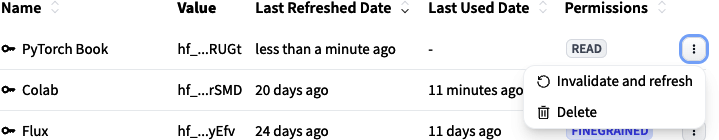 Name Value Last Refreshed Date Last Used Date Permissions
PyTorch Book hf_...RUGt less than a minute ago - READ
Invalidate and refresh
Colab hf_...rSMD 20 days ago 11 minutes ago
Delete
Flux hf_...yEfv 24 days ago 11 days ago FINEGRAINED